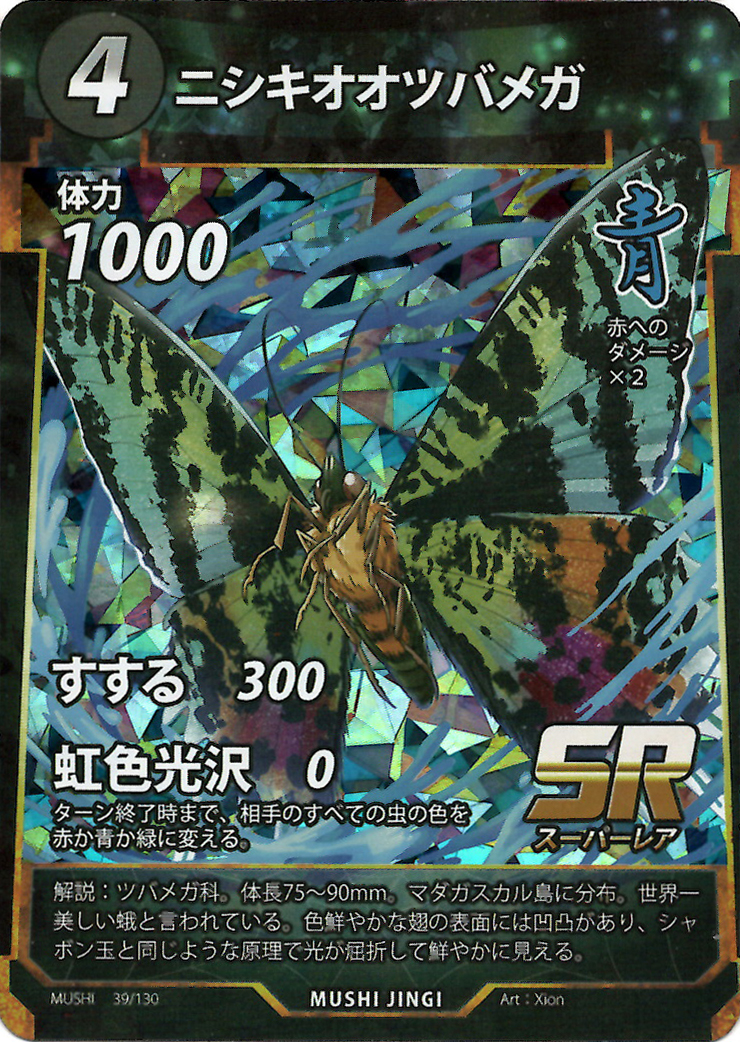 4
ニシキオオツバメガ
体力
1000
青
赤への
ダメージ
×2
すする 300
虹色光沢 0
ターン終了時まで、相手のすべての虫の色を
赤か青か緑に変える。
SR
スーパーレア
解説：ツバメガ科。体長75～90mm。マダガスカル島に分布。世界一
美しい蛾と言われている。色鮮やかな翅の表面には凹凸があり、シャ
ボン玉と同じような原理で光が屈折して鮮やかに見える。
MUSHI 39/130
MUSHI JINGI
Art：Xion